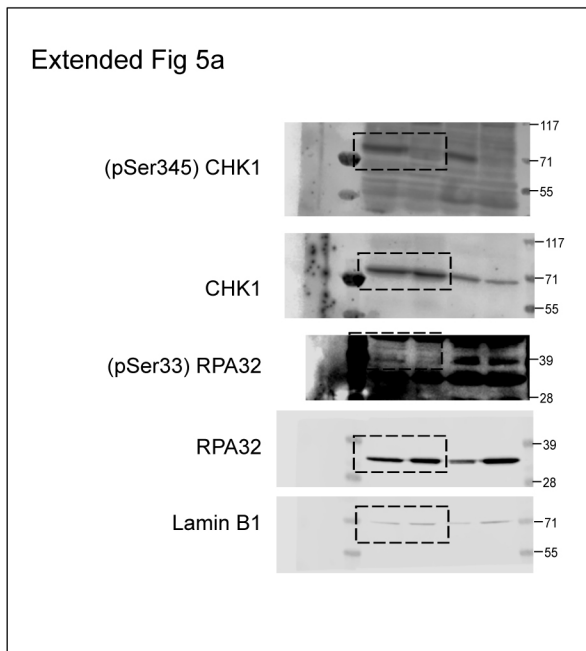 Extended Fig 5a
(pSer345) CHK1
117
71
55
CHK1
117
71
55
(pSer33) RPA32
39
28
RPA32
39
28
Lamin B1
71
55